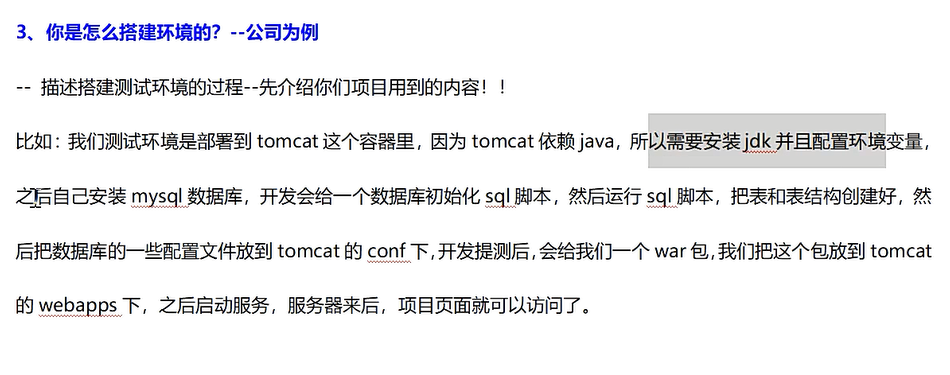 3、你是怎么搭建环境的？--公司为例
-- 描述搭建测试环境的过程--先介绍你们项目用到的内容！！
比如：我们测试环境是部署到 tomcat 这个容器里，因为 tomcat 依赖 java，所以需要安装 jdk 并且配置环境变量，
之后自己安装 mysql 数据库，开发会给一个数据库初始化 sql 脚本，然后运行 sql 脚本，把表和表结构创建好，然
后把数据库的一些配置文件放到 tomcat 的 conf 下,开发提测后,会给我们一个 war 包,我们把这个包放到 tomcat
的 webapps 下，之后启动服务，服务器来后，项目页面就可以访问了。